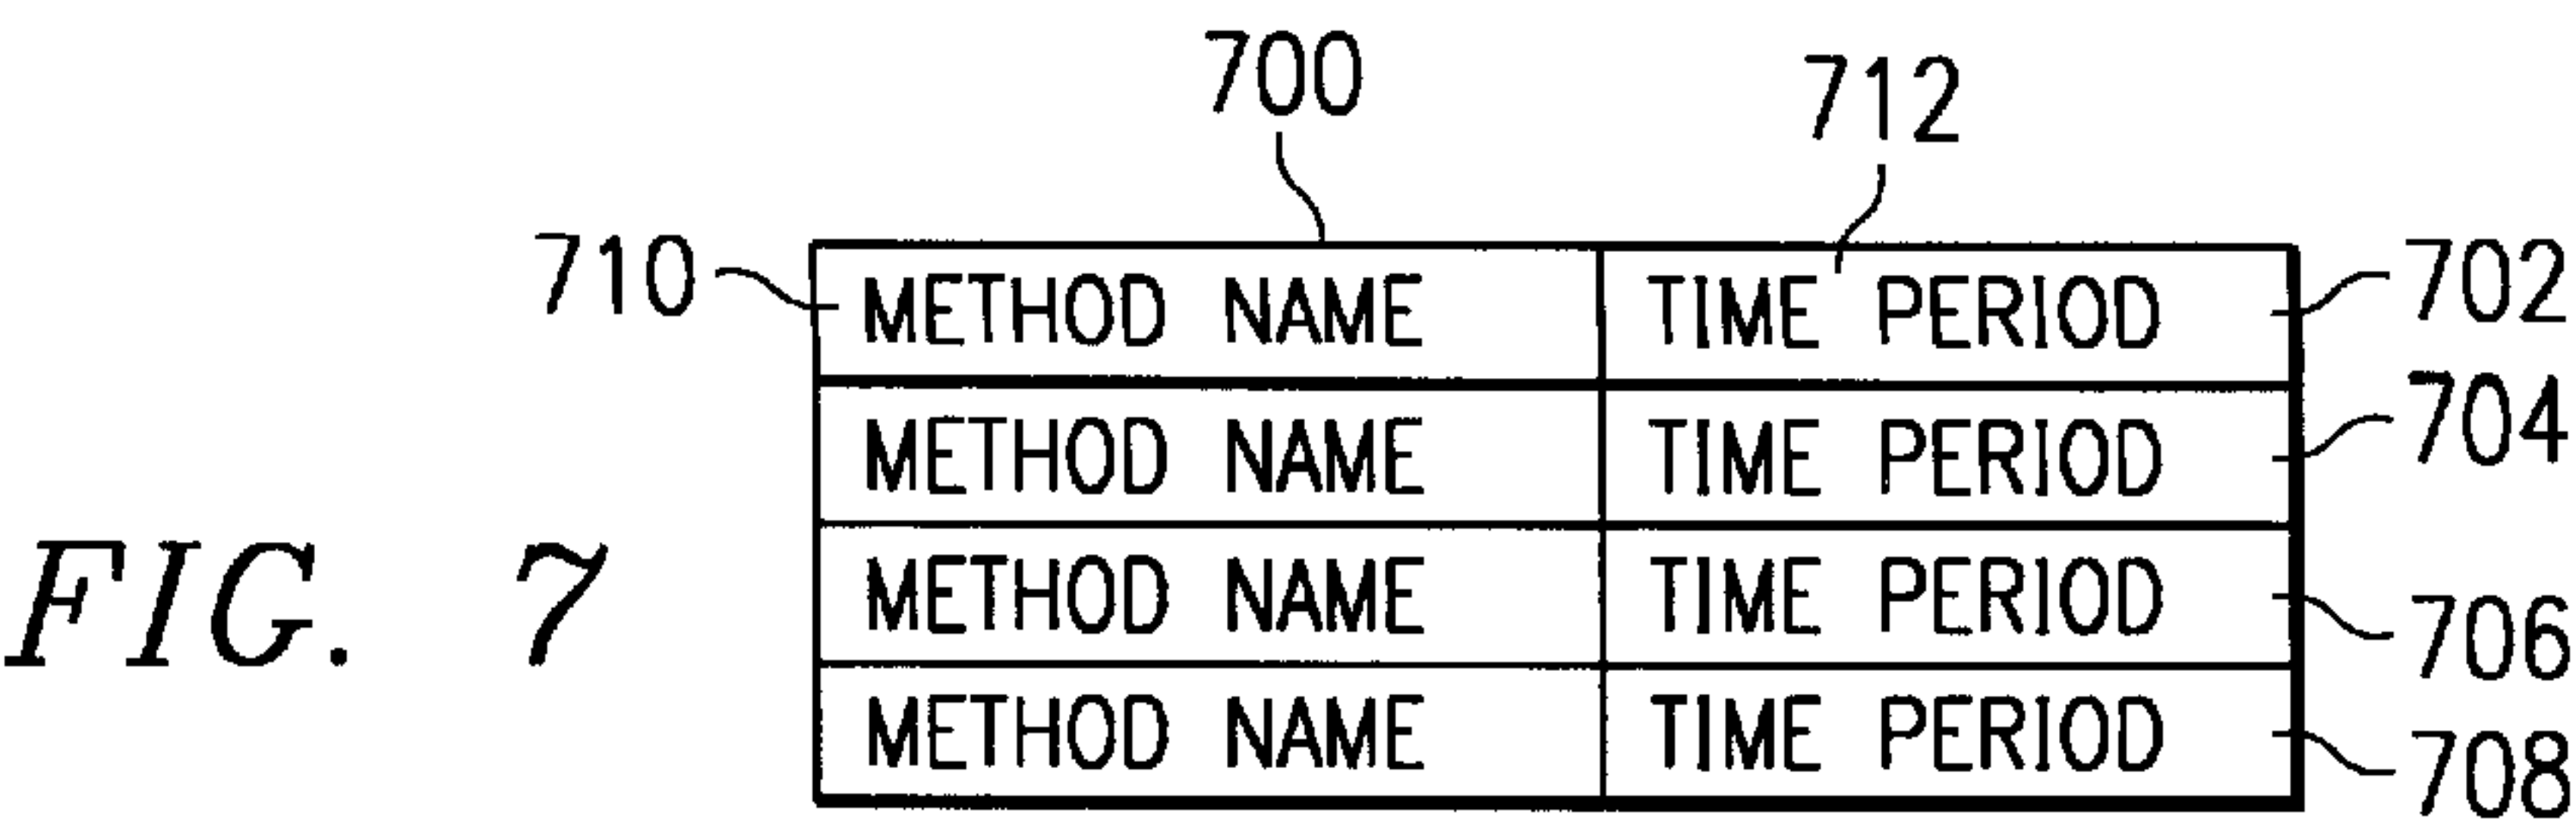 700
712
710 METHOD NAME TIME PERIOD 702
METHOD NAME TIME PERIOD 704
METHOD NAME TIME PERIOD 706
METHOD NAME TIME PERIOD 708
FIG. 7